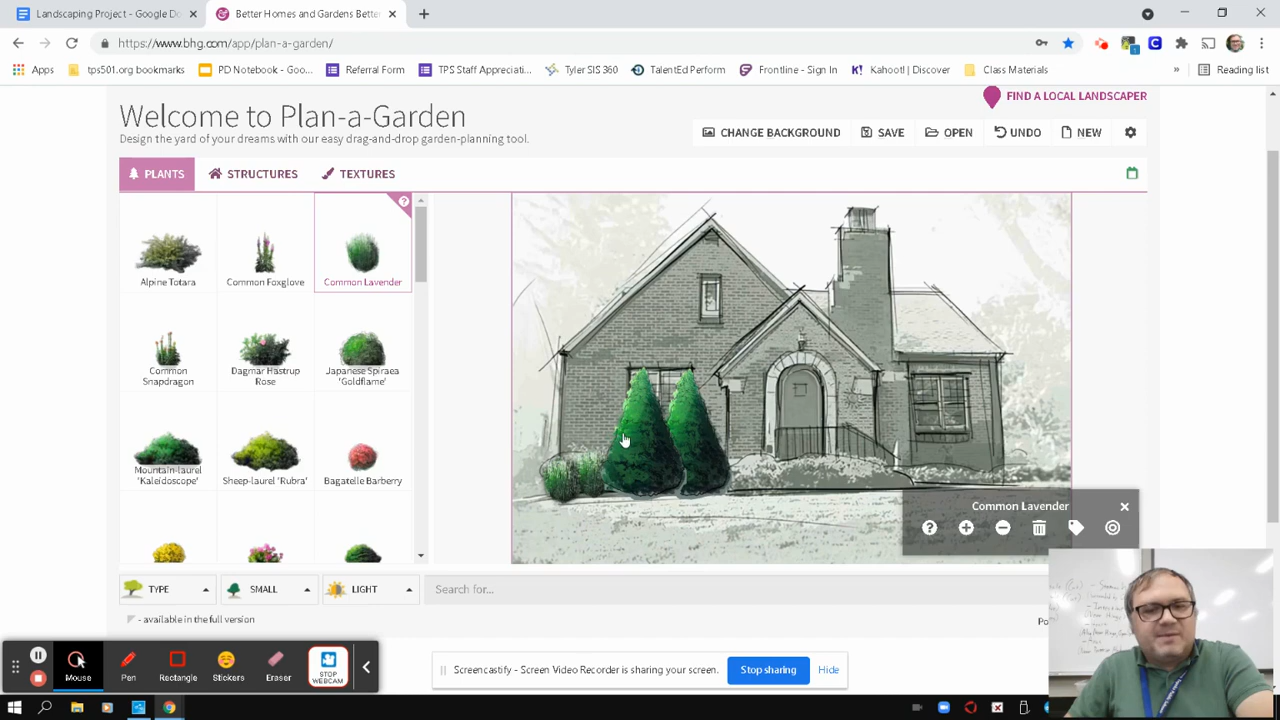 Landscaping Project - Google Do
Better Homes and Gardens Better
https://www.bhg.com/app/plan-a-garden/
Apps
tps501.org bookmarks
PD Notebook - Goo...
Referral Form
TPS Staff Appreciati...
Tyler SIS 360
TalentEd Perform
Frontline - Sign In
Kahoot! | Discover
Class Materials
»
Reading list
FIND A LOCAL LANDSCAPER
Welcome to Plan-a-Garden
Design the yard of your dreams with our easy drag-and-drop garden-planning tool.
CHANGE BACKGROUND
SAVE
OPEN
UNDO
NEW
PLANTS
STRUCTURES
TEXTURES
Alpine Totara
Common Foxglove
Common Lavender
Common
Snapdragon
Dagmar Hastrup
Rose
Japanese Spiraea
'Goldflame'
Mountain-laurel
'Kaleidoscope'
Sheep-laurel 'Rubra'
Bagatelle Barberry
Common Lavender
TYPE
SMALL
LIGHT
Search for...
- available in the full version
Po
Mouse
Pen
Rectangle
Stickers
Eraser
STOP
WEBCAM
Screencastify - Screen Video Recorder is sharing your screen.
Stop sharing
Hide